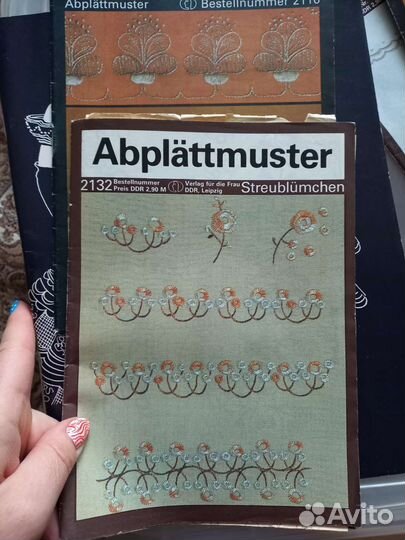 Abplättmuster Bestellnummer 2110
Abplättmuster
2132 Bestellnummer Preis DDR 2,90 M Verlag für die Frau DDR, Leipzig Streublümchen
Avito